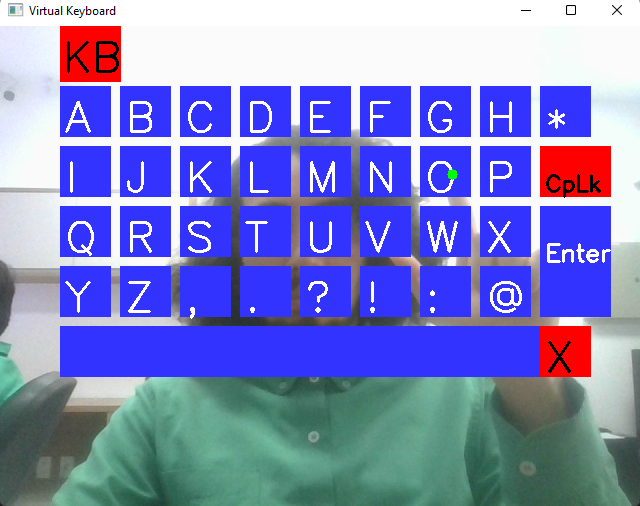 Virtual Keyboard
KB
A B C D E F G H *
I J K L M N O P CpLk
Q R S T U V W X Enter
Y Z , . ? ! : @
X